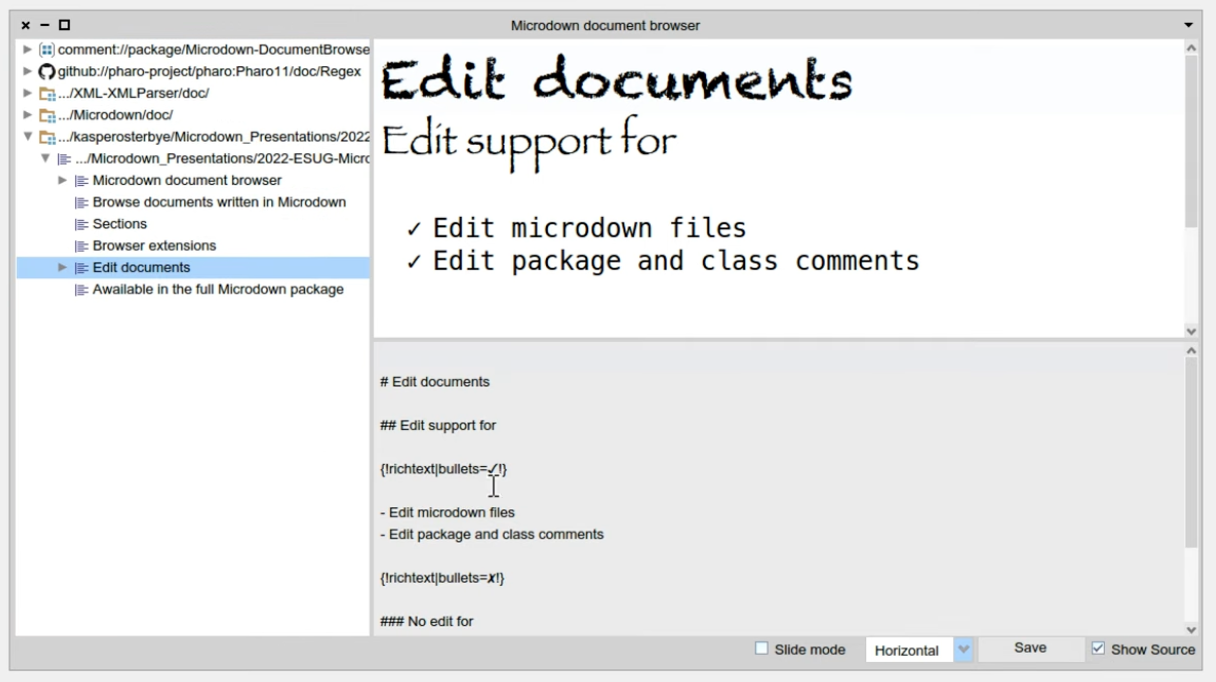 Microdown document browser
comment://package/Microdown-DocumentBrowse
github://pharo-project/pharo:Pharo11/doc/Regex
.../XML-XMLParser/doc/
.../Microdown/doc/
.../kasperosterbye/Microdown_Presentations/2022
.../Microdown_Presentations/2022-ESUG-Micro
Microdown document browser
Browse documents written in Microdown
Sections
Browser extensions
Edit documents
Awailable in the full Microdown package
Edit documents
Edit support for
✓ Edit microdown files
✓ Edit package and class comments
# Edit documents
## Edit support for
{!richtext|bullets=✓!}
- Edit microdown files
- Edit package and class comments
{!richtext|bullets=✗!}
### No edit for
Slide mode
Horizontal
Save
Show Source